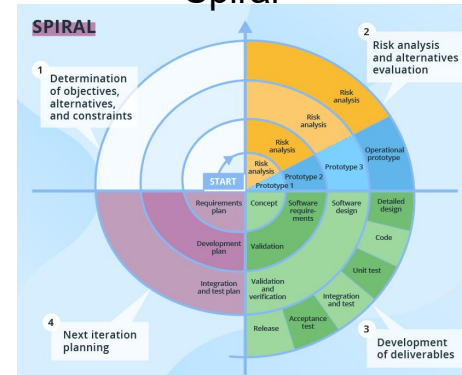 Spiral
SPIRAL
1
Determination
of objectives,
alternatives,
and constraints
2
Risk analysis
and alternatives
evaluation
Risk
analysis
Risk
analysis
Risk
analysis
Risk
analysis
Operational
prototype
Prototype 3
Prototype 2
Prototype 1
START
Requirements
plan
Concept
Software
require-
ments
Software
design
Detailed
design
Development
plan
Validation
Code
Unit test
Integration
and test plan
Validation
and
verification
Integration
and test
Acceptance
test
Release
4
Next iteration
planning
3
Development
of deliverables